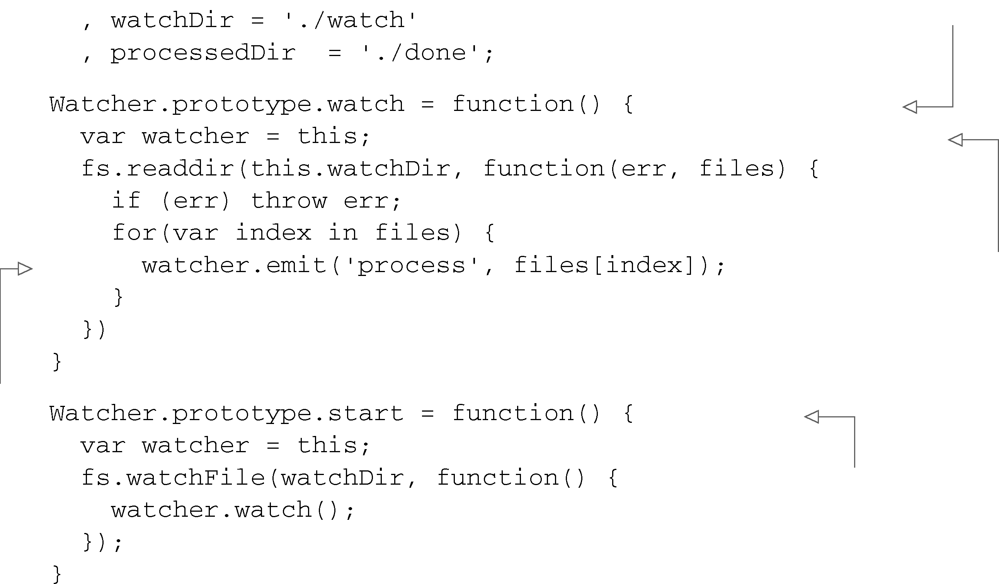 , watchDir = './watch'
, processedDir  = './done';
Watcher.prototype.watch = function() {
var watcher = this;
fs.readdir(this.watchDir, function(err, files) {
if (err) throw err;
for(var index in files) {
watcher.emit('process', files[index]);
}
})
}
Watcher.prototype.start = function() {
var watcher = this;
fs.watchFile(watchDir, function() {
watcher.watch();
});
}